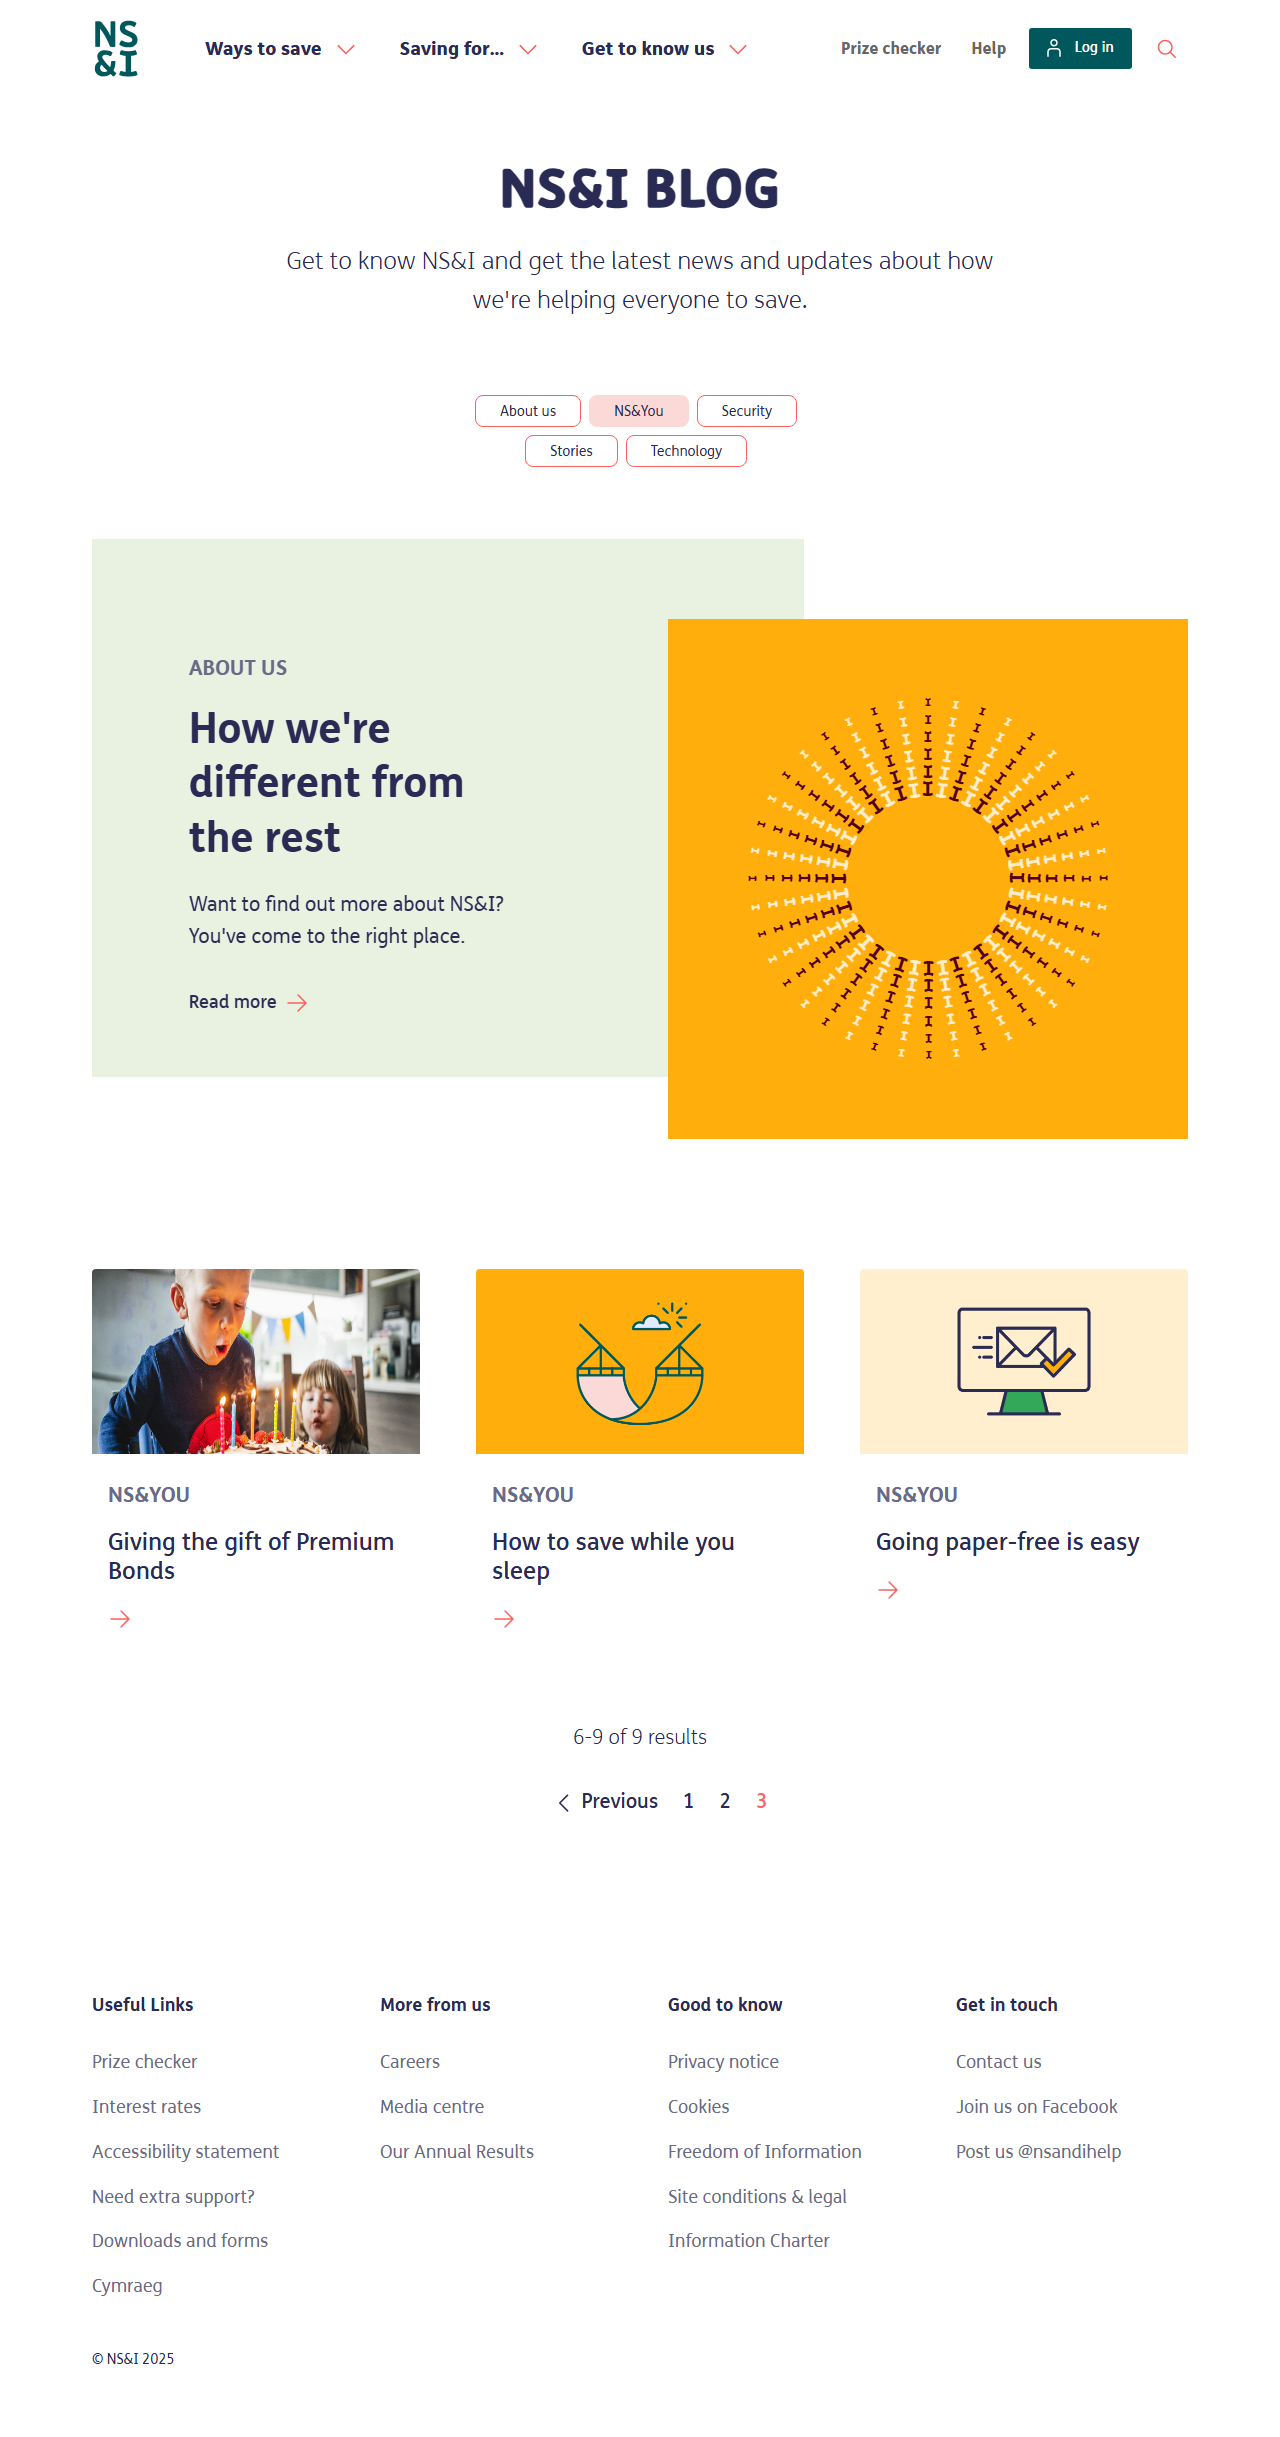 NS
&I
Ways to save
Saving for...
Get to know us
Prize checker
Help
Log in
NS&I BLOG
Get to know NS&I and get the latest news and updates about how
we're helping everyone to save.
About us
NS&You
Security
Stories
Technology
ABOUT US
How we're
different from
the rest
Want to find out more about NS&I?
You've come to the right place.
Read more
NS&YOU
Giving the gift of Premium
Bonds
NS&YOU
How to save while you
sleep
NS&YOU
Going paper-free is easy
6-9 of 9 results
Previous
1
2
3
Useful Links
Prize checker
Interest rates
Accessibility statement
Need extra support?
Downloads and forms
Cymraeg
More from us
Careers
Media centre
Our Annual Results
Good to know
Privacy notice
Cookies
Freedom of Information
Site conditions & legal
Information Charter
Get in touch
Contact us
Join us on Facebook
Post us @nsandihelp
© NS&I 2025